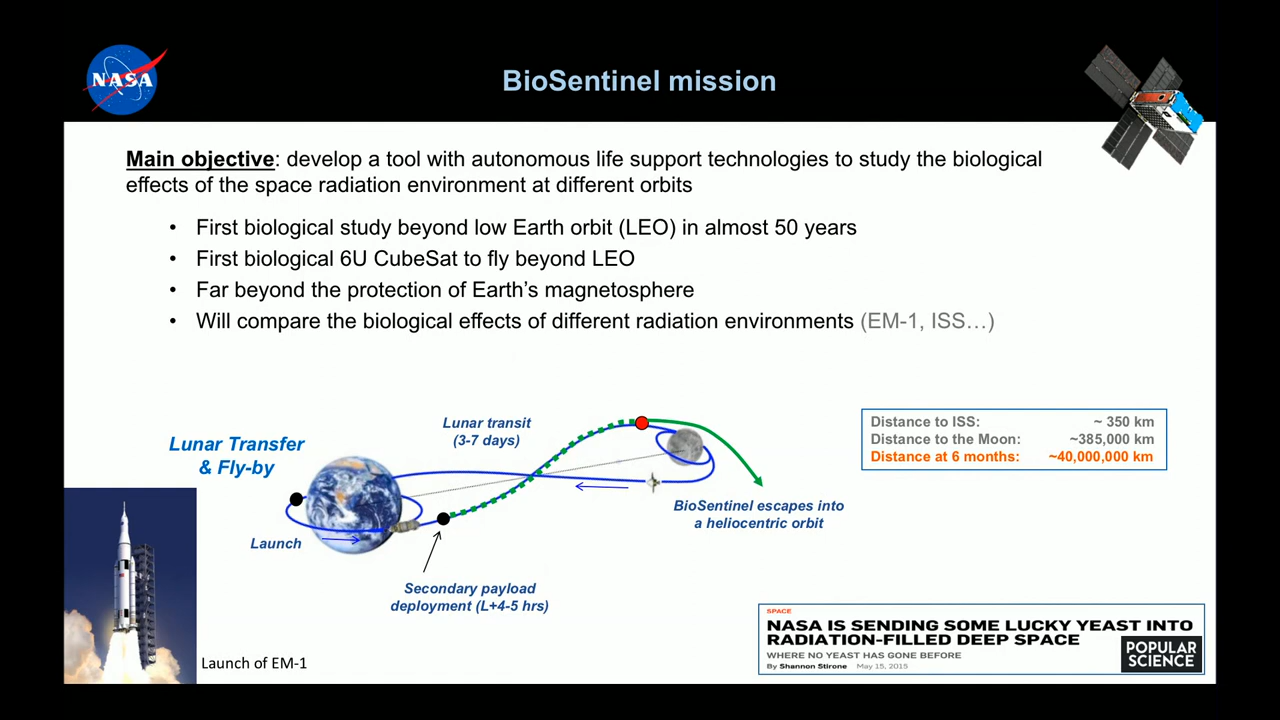 NASA
BioSentinel mission
Main objective: develop a tool with autonomous life support technologies to study the biological
effects of the space radiation environment at different orbits
• First biological study beyond low Earth orbit (LEO) in almost 50 years
• First biological 6U CubeSat to fly beyond LEO
• Far beyond the protection of Earth’s magnetosphere
• Will compare the biological effects of different radiation environments (EM-1, ISS…)
Lunar Transfer
& Fly-by
Lunar transit
(3-7 days)
Distance to ISS: ~ 350 km
Distance to the Moon: ~385,000 km
Distance at 6 months: ~40,000,000 km
BioSentinel escapes into
a heliocentric orbit
Launch
Secondary payload
deployment (L+4-5 hrs)
Launch of EM-1
SPACE
NASA IS SENDING SOME LUCKY YEAST INTO
RADIATION-FILLED DEEP SPACE
WHERE NO YEAST HAS GONE BEFORE
By Shannon Stirone May 15, 2015
POPULAR
SCIENCE